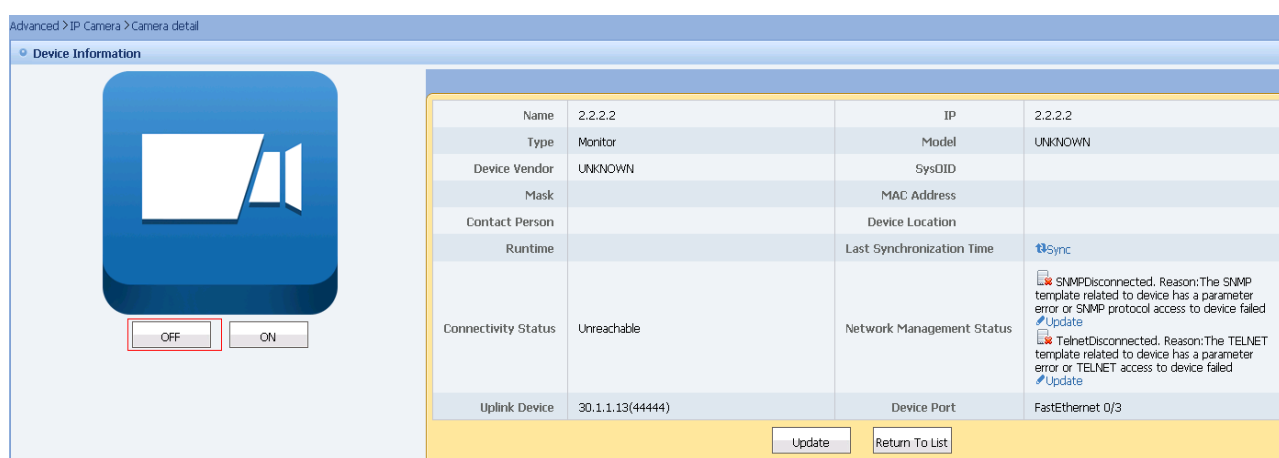 Advanced >IP Camera >Camera detail
Device Information
Name 2.2.2.2 IP 2.2.2.2
Type Monitor Model UNKNOWN
Device Vendor UNKNOWN SysOID
Mask MAC Address
Contact Person Device Location
Runtime Last Synchronization Time Sync
Connectivity Status Unreachable Network Management Status
SNMPDisconnected. Reason:The SNMP
template related to device has a parameter
error or SNMP protocol access to device failed
Update
TelnetDisconnected. Reason:The TELNET
template related to device has a parameter
error or TELNET access to device failed
Update
OFF ON
Uplink Device 30.1.1.13(44444) Device Port FastEthernet 0/3
Update Return To List